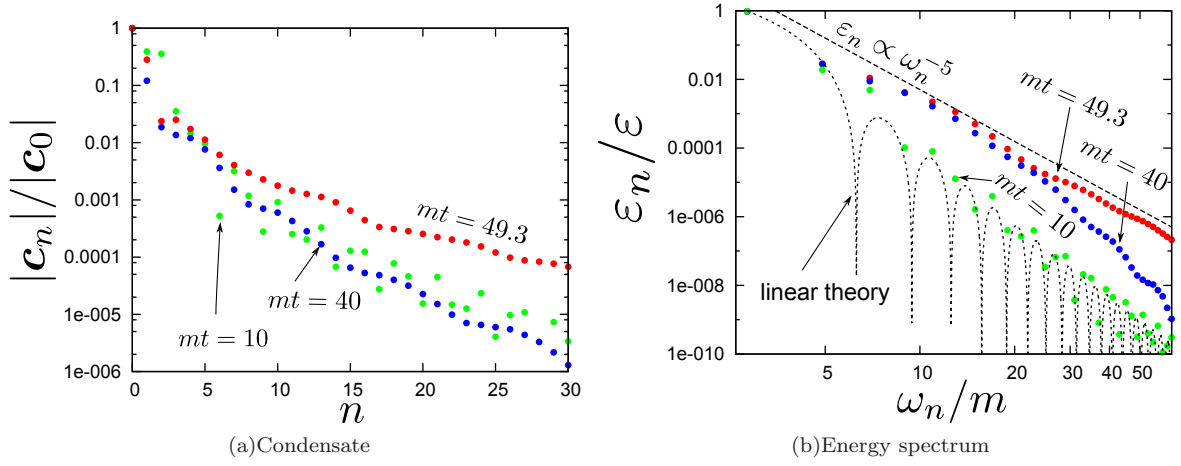 1
0.1
0.01
0.001
0.0001
1e-005
1e-006
|c_n|/|c_0|
0
5
10
15
20
25
30
n
mt = 49.3
mt = 40
mt = 10
(a)Condensate
1
0.01
0.0001
1e-006
1e-008
1e-010
ε_n/ε
5
10
20
30
40
50
ω_n/m
ε_n ∝ ω_n^{-5}
mt = 49.3
mt = 40
mt = 10
linear theory
(b)Energy spectrum